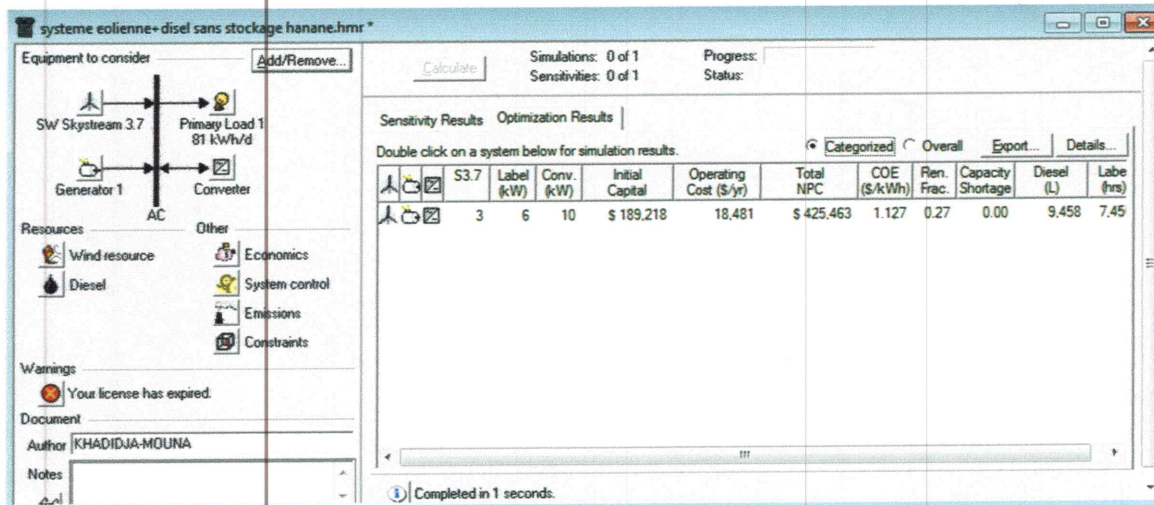 systeme eolienne+ disel sans stockage hanane.hmr *
Equipment to consider
Add/Remove...
SW Skystream 3.7
Primary Load 1
81 kWh/d
Generator 1
Converter
AC
Resources
Other
Wind resource
Economics
Diesel
System control
Emissions
Constraints
Warnings
Your license has expired.
Document
Author KHADIDJA-MOUNA
Notes
Calculate
Simulations: 0 of 1
Progress:
Sensitivities: 0 of 1
Status:
Sensitivity Results Optimization Results
Double click on a system below for simulation results.
Categorized Overall Export... Details...
S3.7 Label (kW) Conv. (kW) Initial Capital Operating Cost ($/yr) Total NPC COE ($/kWh) Ren. Frac. Capacity Shortage Diesel (L) Labe (hrs)
3 6 10 $ 189,218 18,481 $ 425,463 1.127 0.27 0.00 9,458 7,45
Completed in 1 seconds.